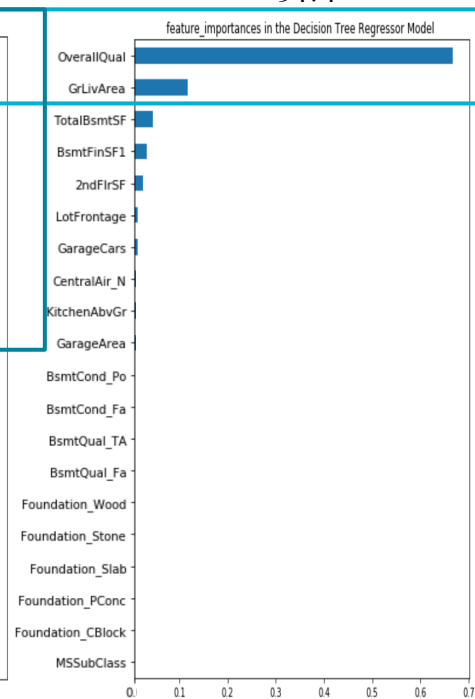 feature_importances in the Decision Tree Regressor Model
OverallQual
GrLivArea
TotalBsmtSF
BsmtFinSF1
2ndFlrSF
LotFrontage
GarageCars
CentralAir_N
KitchenAbvGr
GarageArea
BsmtCond_Po
BsmtCond_Fa
BsmtQual_TA
BsmtQual_Fa
Foundation_Wood
Foundation_Stone
Foundation_Slab
Foundation_PConc
Foundation_CBlock
MSSubClass
0.1 0.2 0.3 0.4 0.5 0.6 0.7